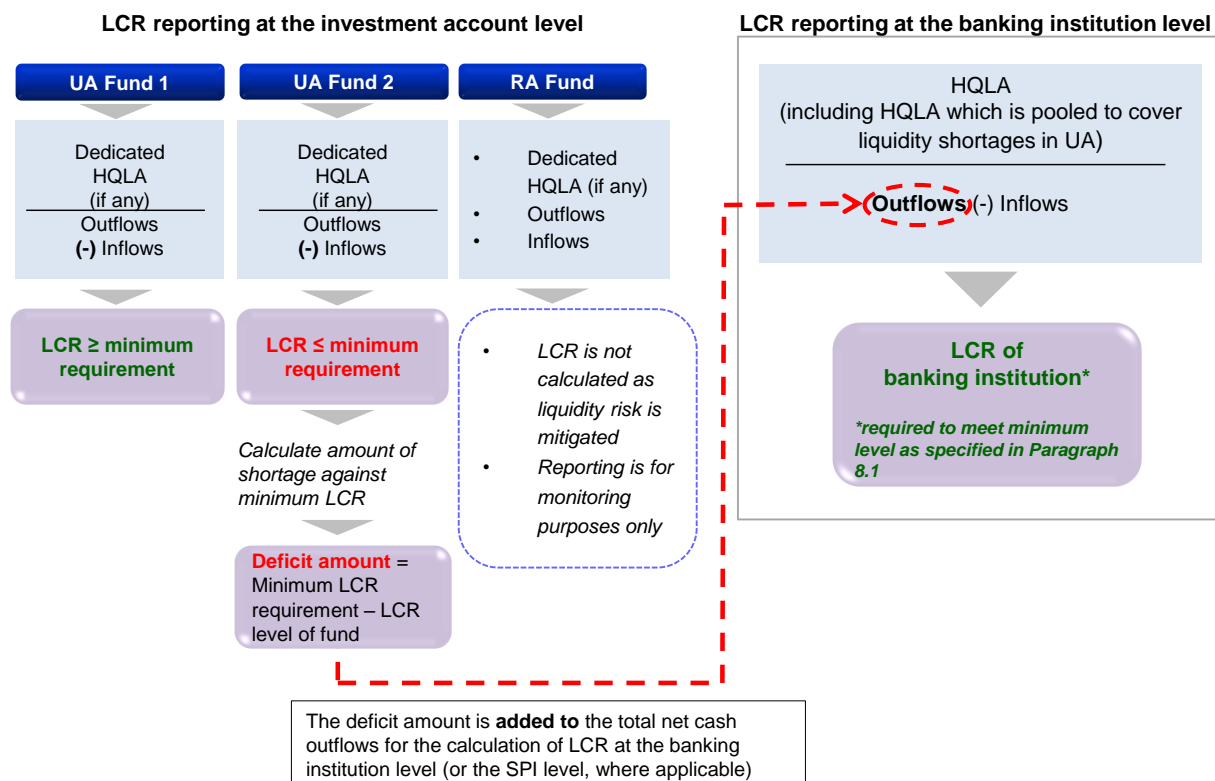 LCR reporting at the investment account level
LCR reporting at the banking institution level
UA Fund 1
Dedicated
HQLA
(if any)
Outflows
(-) Inflows
LCR ≥ minimum
requirement
UA Fund 2
Dedicated
HQLA
(if any)
Outflows
(-) Inflows
LCR ≤ minimum
requirement
Calculate amount of
shortage against
minimum LCR
Deficit amount =
Minimum LCR
requirement – LCR
level of fund
RA Fund
• Dedicated
HQLA (if any)
• Outflows
• Inflows
• LCR is not
calculated as
liquidity risk is
mitigated
• Reporting is for
monitoring
purposes only
The deficit amount is added to the total net cash
outflows for the calculation of LCR at the banking
institution level (or the SPI level, where applicable)
HQLA
(including HQLA which is pooled to cover
liquidity shortages in UA)
Outflows (-) Inflows
LCR of
banking institution*
*required to meet minimum
level as specified in Paragraph
8.1